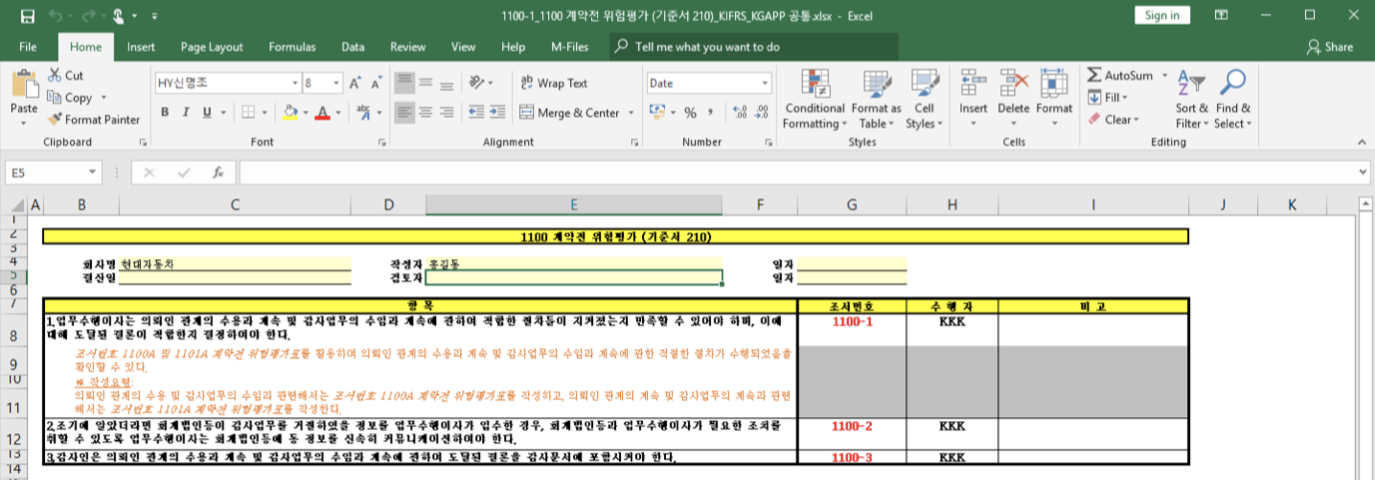 1100-1_1100 계약전 위험평가 (기준서 210)_KIFRS_KGAPP 공통.xlsx - Excel
Sign in
File Home Insert Page Layout Formulas Data Review View Help M-Files Tell me what you want to do Share
Cut
Copy
Format Painter
Paste
HY신명조 8
B I U
Wrap Text
Merge & Center
Date
Conditional Formatting
Format as Table
Cell Styles
Insert Delete Format
AutoSum
Fill
Clear
Sort & Filter
Find & Select
Clipboard Font Alignment Number Styles Cells Editing
E5 fx
A B C D E F G H I J K
1
2 1100 계약전 위험평가 (기준서 210)
3
4 회사명 현대자동차 작성자 홍길동 일자
5 결산일 검토자 일자
6
7 항 목 조서번호 수 행 자 비 고
8 1.업무수행이사는 의뢰인 관계의 수용과 계속 및 감사업무의 수임과 계속에 관하여 적합한 절차들이 지켜졌는지 만족할 수 있어야 하며, 이에 1100-1 KKK
대해 도달된 결론이 적합한지 결정하여야 한다.
9 조서번호 1100A 및 1101A 계약전 위험평가표를 활용하여 의뢰인 관계의 수용과 계속 및 감사업무의 수임과 계속에 관한 적절한 절차가 수행되었음을
확인할 수 있다.
10 ※ 작성요령:
11 의뢰인 관계의 수용 및 감사업무의 수임과 관련해서는 조서번호 1100A 계약전 위험평가표를 작성하고, 의뢰인 관계의 계속 및 감사업무의 계속과 관련
해서는 조서번호 1101A 계약전 위험평가표를 작성한다.
12 2.조기에 알았더라면 회계법인등이 감사업무를 거절하였을 정보를 업무수행이사가 입수한 경우, 회계법인등과 업무수행이사가 필요한 조치를 1100-2 KKK
취할 수 있도록 업무수행이사는 회계법인등에 동 정보를 신속히 커뮤니케이션하여야 한다.
13 3.감사인은 의뢰인 관계의 수용과 계속 및 감사업무의 수임과 계속에 관하여 도달된 결론을 감사문서에 포함시켜야 한다. 1100-3 KKK
14